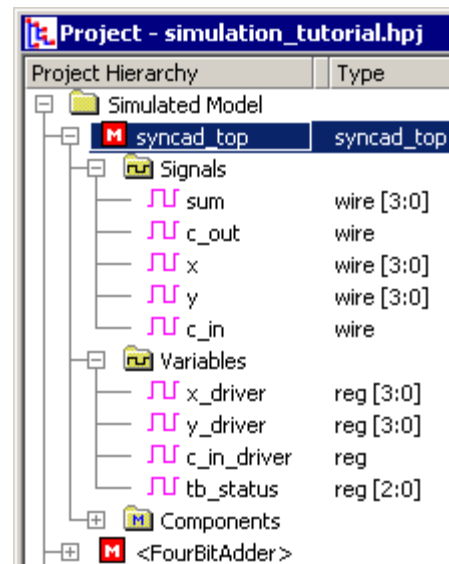 Project - simulation_tutorial.hpj
Project Hierarchy Type
Simulated Model
M syncad_top syncad_top
Signals
sum wire [3:0]
c_out wire
x wire [3:0]
y wire [3:0]
c_in wire
Variables
x_driver reg [3:0]
y_driver reg [3:0]
c_in_driver reg
tb_status reg [2:0]
M Components
M <FourBitAdder>